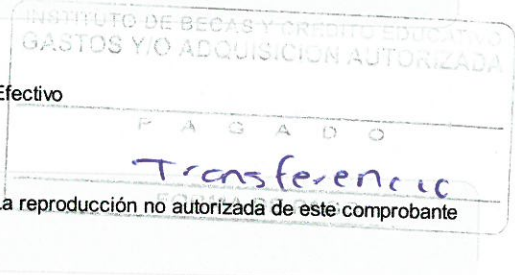 INSTITUTO DE BECAS Y CREDITO EDUCATIVO
GASTOS Y/O ADQUISICION AUTORIZADA
Efectivo
P A G A D O
Transferencia
La reproducción no autorizada de este comprobante